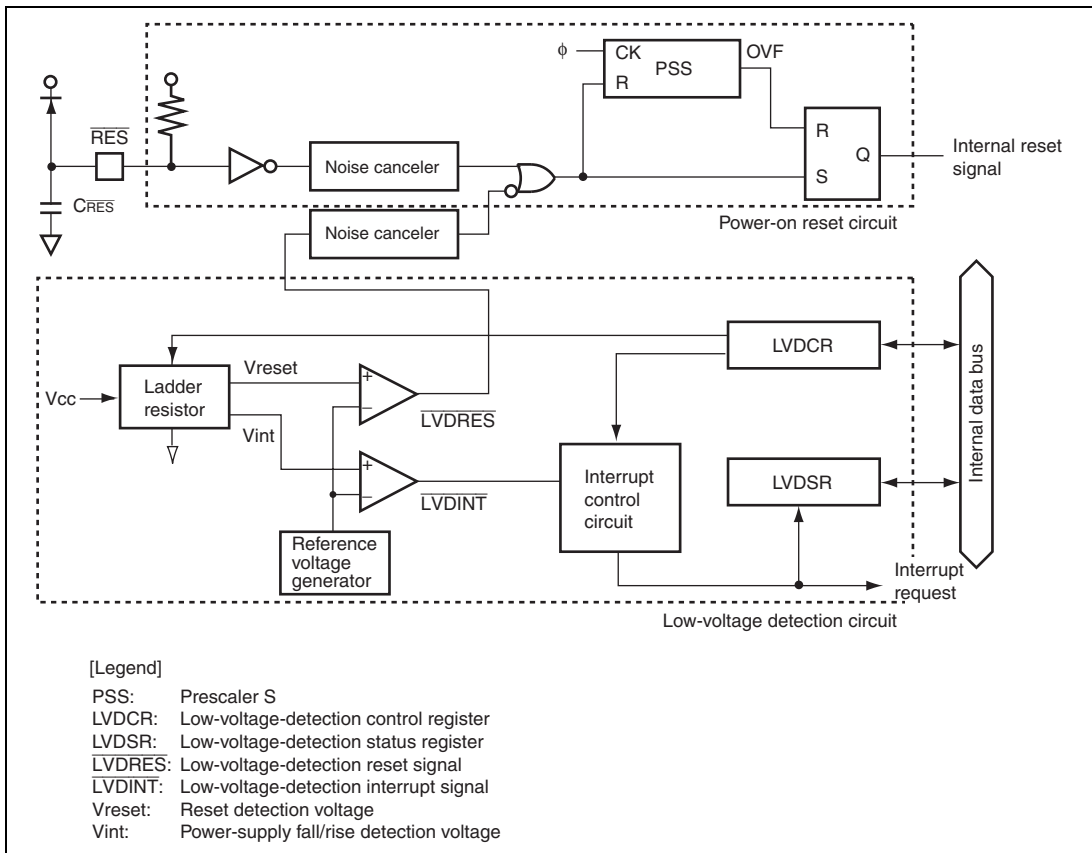 φ
CK
PSS
R
OVF
RES
R
Q
S
Internal reset
signal
Noise canceler
CRES
Noise canceler
Power-on reset circuit
LVDCR
Vcc
Ladder
resistor
Vreset
+
−
LVDRES
Vint
+
−
LVDINT
Interrupt
control
circuit
LVDSR
Internal data bus
Reference
voltage
generator
Interrupt
request
Low-voltage detection circuit
[Legend]
PSS: Prescaler S
LVDCR: Low-voltage-detection control register
LVDSR: Low-voltage-detection status register
LVDRES: Low-voltage-detection reset signal
LVDINT: Low-voltage-detection interrupt signal
Vreset: Reset detection voltage
Vint: Power-supply fall/rise detection voltage